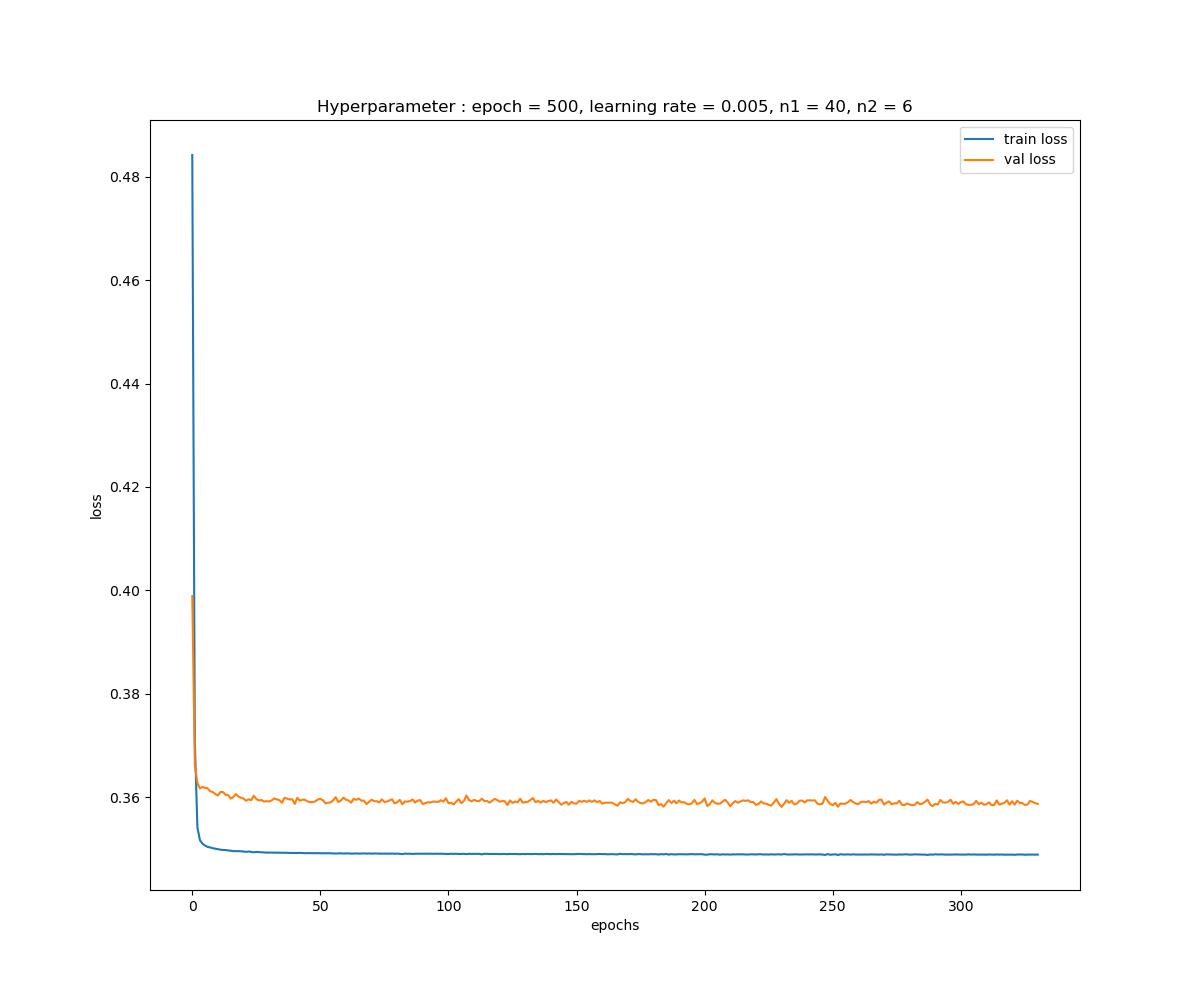 Hyperparameter : epoch = 500, learning rate = 0.005, n1 = 40, n2 = 6
train loss
val loss
0.48
0.46
0.44
0.42
0.40
0.38
0.36
loss
0 50 100 150 200 250 300
epochs